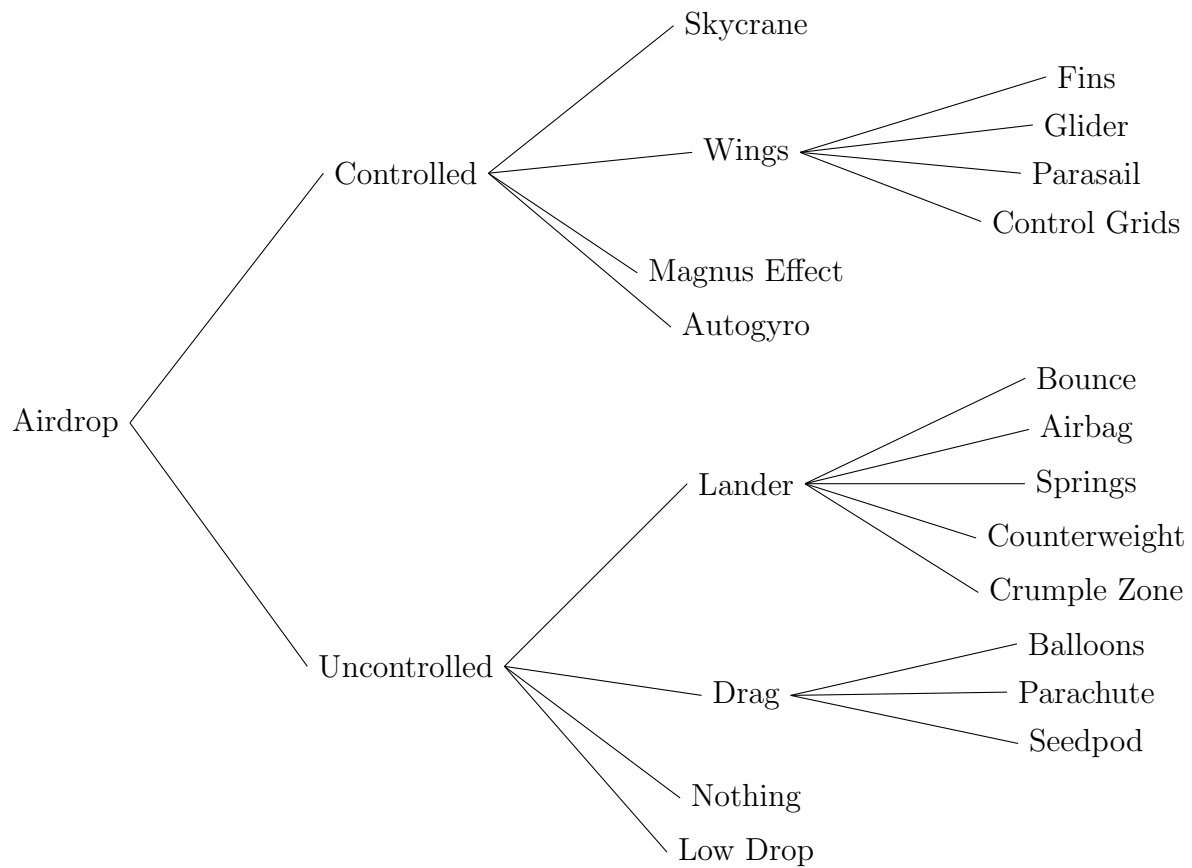 Skycrane
Fins
Glider
Wings
Parasail
Controlled
Control Grids
Magnus Effect
Autogyro
Bounce
Airdrop
Airbag
Lander
Springs
Counterweight
Crumple Zone
Balloons
Uncontrolled
Drag
Parachute
Seedpod
Nothing
Low Drop